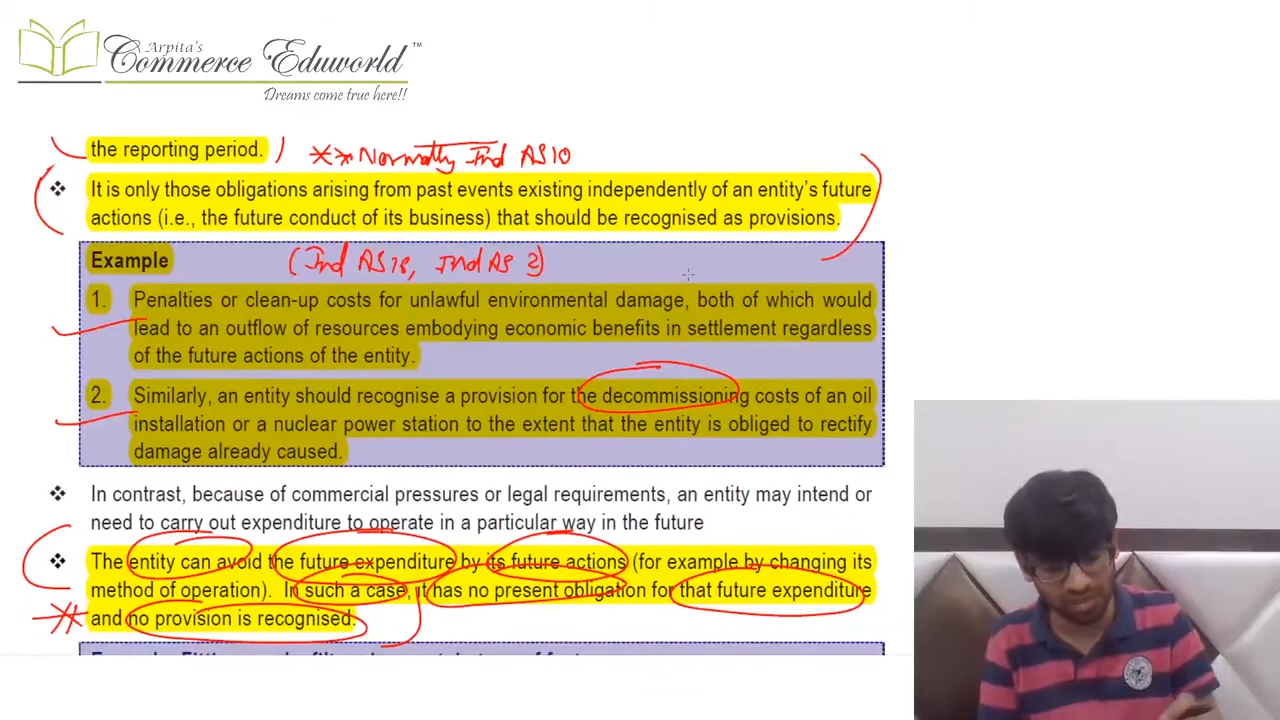 Arpita's
Commerce Eduworld™
Dreams come true here!!
the reporting period.
** Normally Ind AS 10
❖ It is only those obligations arising from past events existing independently of an entity's future
actions (i.e., the future conduct of its business) that should be recognised as provisions.
Example
(Ind AS 16, Ind AS 2)
1. Penalties or clean-up costs for unlawful environmental damage, both of which would
lead to an outflow of resources embodying economic benefits in settlement regardless
of the future actions of the entity.
2. Similarly, an entity should recognise a provision for the decommissioning costs of an oil
installation or a nuclear power station to the extent that the entity is obliged to rectify
damage already caused.
❖ In contrast, because of commercial pressures or legal requirements, an entity may intend or
need to carry out expenditure to operate in a particular way in the future
❖ The entity can avoid the future expenditure by its future actions (for example by changing its
method of operation). In such a case, it has no present obligation for that future expenditure
and no provision is recognised.